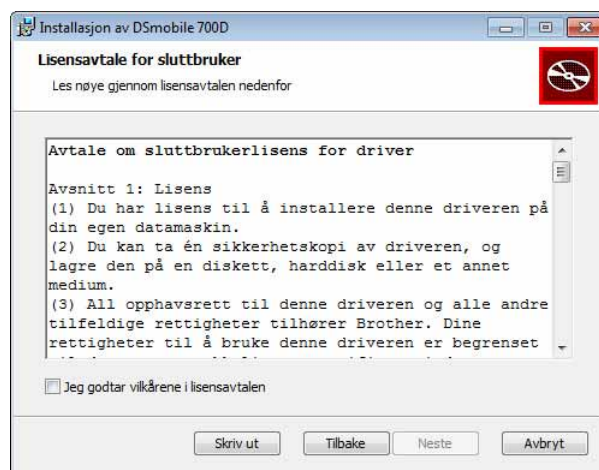 Installasjon av DSmobile 700D
Lisensavtale for sluttbruker
Les nøye gjennom lisensavtalen nedenfor
Avtale om sluttbrukerlisens for driver
Avsnitt 1: Lisens
(1) Du har lisens til å installere denne driveren på
din egen datamaskin.
(2) Du kan ta én sikkerhetskopi av driveren, og
lagre den på en diskett, harddisk eller et annet
medium.
(3) All opphavsrett til denne driveren og alle andre
tilfeldige rettigheter tilhører Brother. Dine
rettigheter til å bruke denne driveren er begrenset
Jeg godtar vilkårene i lisensavtalen
Skriv ut
Tilbake
Neste
Avbryt